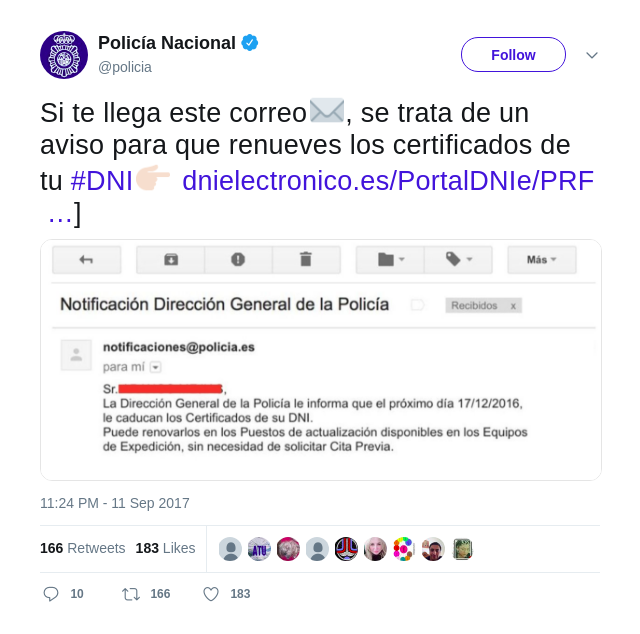 Policía Nacional
@policia
Follow
Si te llega este correo✉️, se trata de un
aviso para que renueves los certificados de
tu #DNI👉🏻 dnielectronico.es/PortalDNIe/PRF
…]
Más
Notificación Dirección General de la Policía
Recibidos x
notificaciones@policia.es
para mí
Sr.
La Dirección General de la Policía le informa que el próximo día 17/12/2016,
le caducan los Certificados de su DNI.
Puede renovarlos en los Puestos de actualización disponibles en los Equipos
de Expedición, sin necesidad de solicitar Cita Previa.
11:24 PM - 11 Sep 2017
166 Retweets 183 Likes
ATU
10 166 183